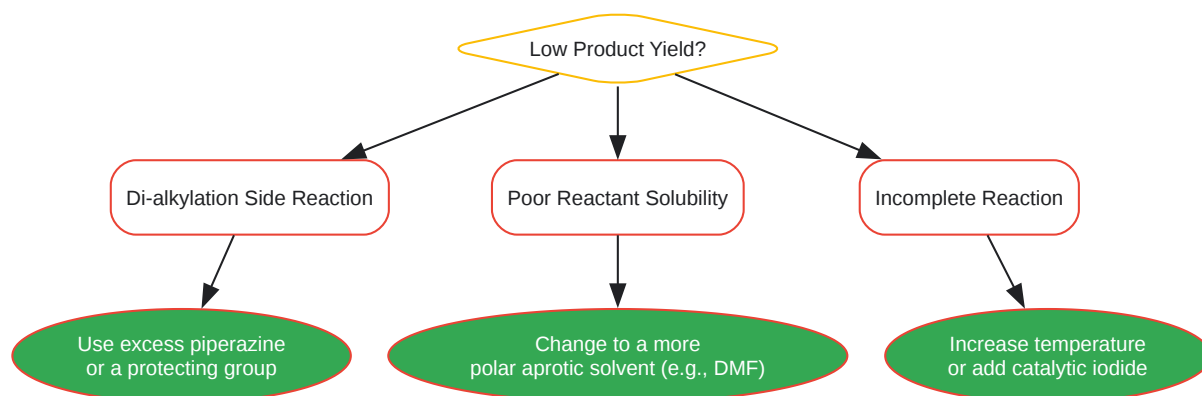 Low Product Yield?
Di-alkylation Side Reaction
Poor Reactant Solubility
Incomplete Reaction
Use excess piperazine
or a protecting group
Change to a more
polar aprotic solvent (e.g., DMF)
Increase temperature
or add catalytic iodide